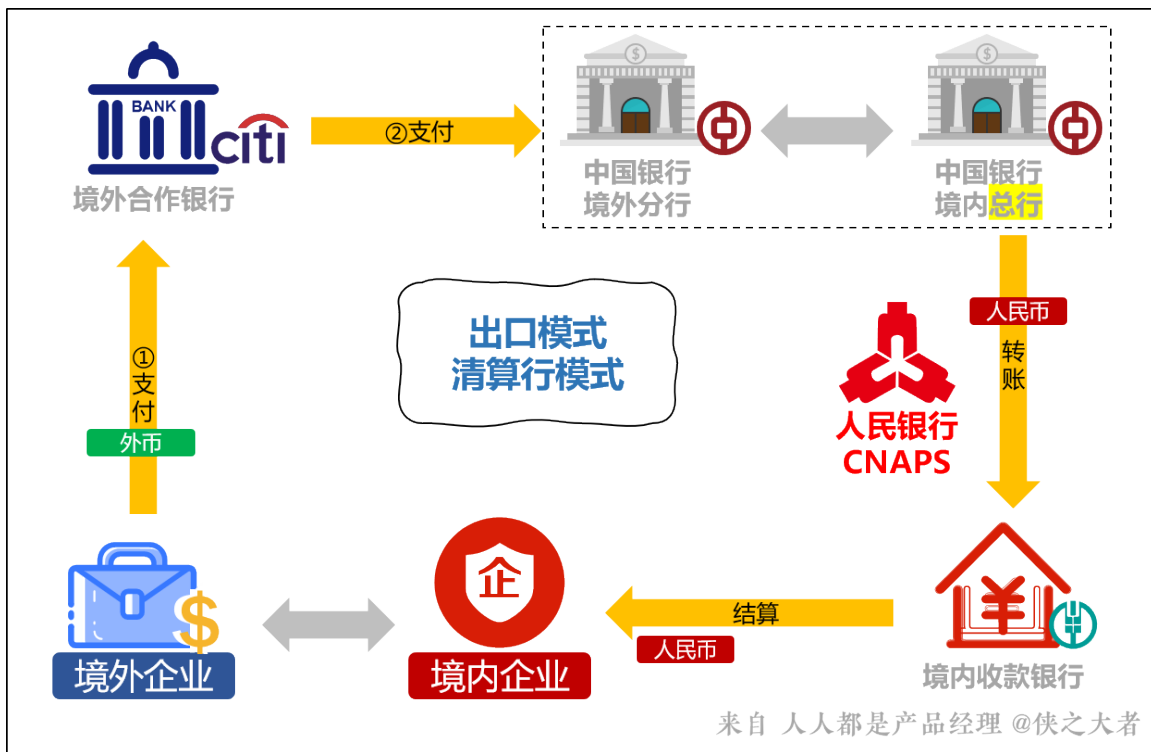 BANK
citi
境外合作银行
②支付
中国银行
境外分行
中国银行
境内总行
出口模式
清算行模式
①
支
付
外币
人民币
转
账
人民银行
CNAPS
境外企业
企
境内企业
结算
人民币
境内收款银行
来自 人人都是产品经理 @侠之大者